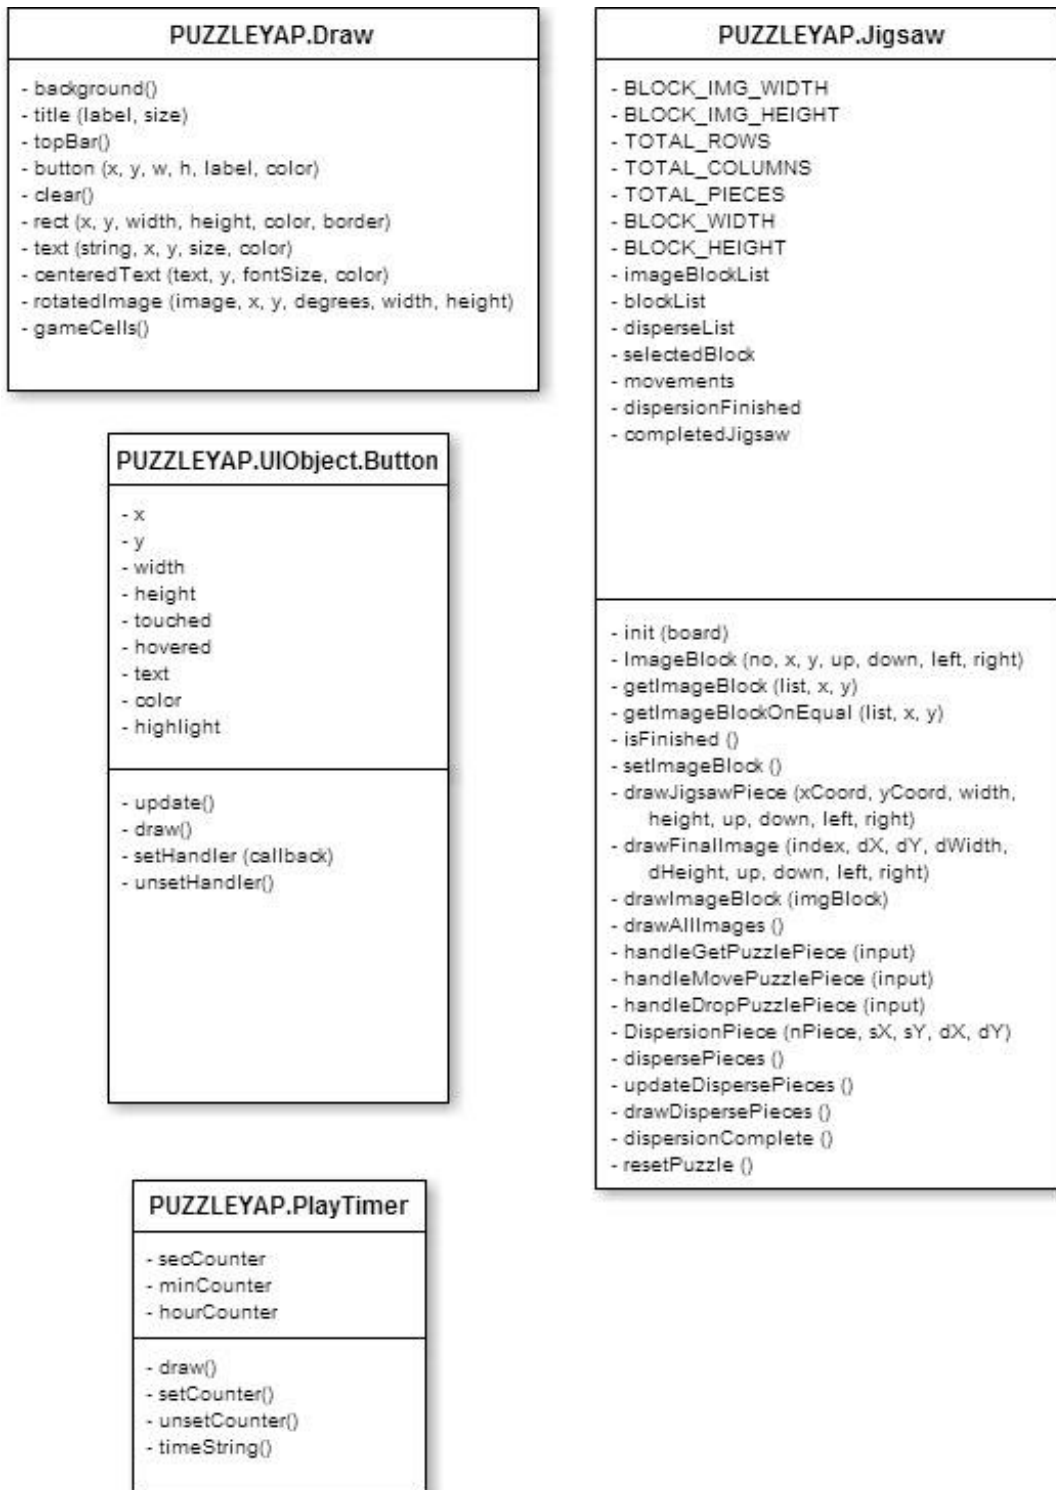 PUZZLEYAP.Draw
- background()
- title (label, size)
- topBar()
- button (x, y, w, h, label, color)
- clear()
- rect (x, y, width, height, color, border)
- text (string, x, y, size, color)
- centeredText (text, y, fontSize, color)
- rotatedImage (image, x, y, degrees, width, height)
- gameCells()
PUZZLEYAP.UIObject.Button
- x
- y
- width
- height
- touched
- hovered
- text
- color
- highlight
- update()
- draw()
- setHandler (callback)
- unsetHandler()
PUZZLEYAP.PlayTimer
- secCounter
- minCounter
- hourCounter
- draw()
- setCounter()
- unsetCounter()
- timeString()
PUZZLEYAP.Jigsaw
- BLOCK_IMG_WIDTH
- BLOCK_IMG_HEIGHT
- TOTAL_ROWS
- TOTAL_COLUMNS
- TOTAL_PIECES
- BLOCK_WIDTH
- BLOCK_HEIGHT
- imageBlockList
- blockList
- disperseList
- selectedBlock
- movements
- dispersionFinished
- completedJigsaw
- init (board)
- ImageBlock (no, x, y, up, down, left, right)
- getImageBlock (list, x, y)
- getImageBlockOnEqual (list, x, y)
- isFinished ()
- setImageBlock ()
- drawJigsawPiece (xCoord, yCoord, width,
height, up, down, left, right)
- drawFinalImage (index, dX, dY, dWidth,
dHeight, up, down, left, right)
- drawImageBlock (imgBlock)
- drawAllImages ()
- handleGetPuzzlePiece (input)
- handleMovePuzzlePiece (input)
- handleDropPuzzlePiece (input)
- DispersionPiece (nPiece, sX, sY, dX, dY)
- dispersePieces ()
- updateDispersePieces ()
- drawDispersePieces ()
- dispersionComplete ()
- resetPuzzle ()